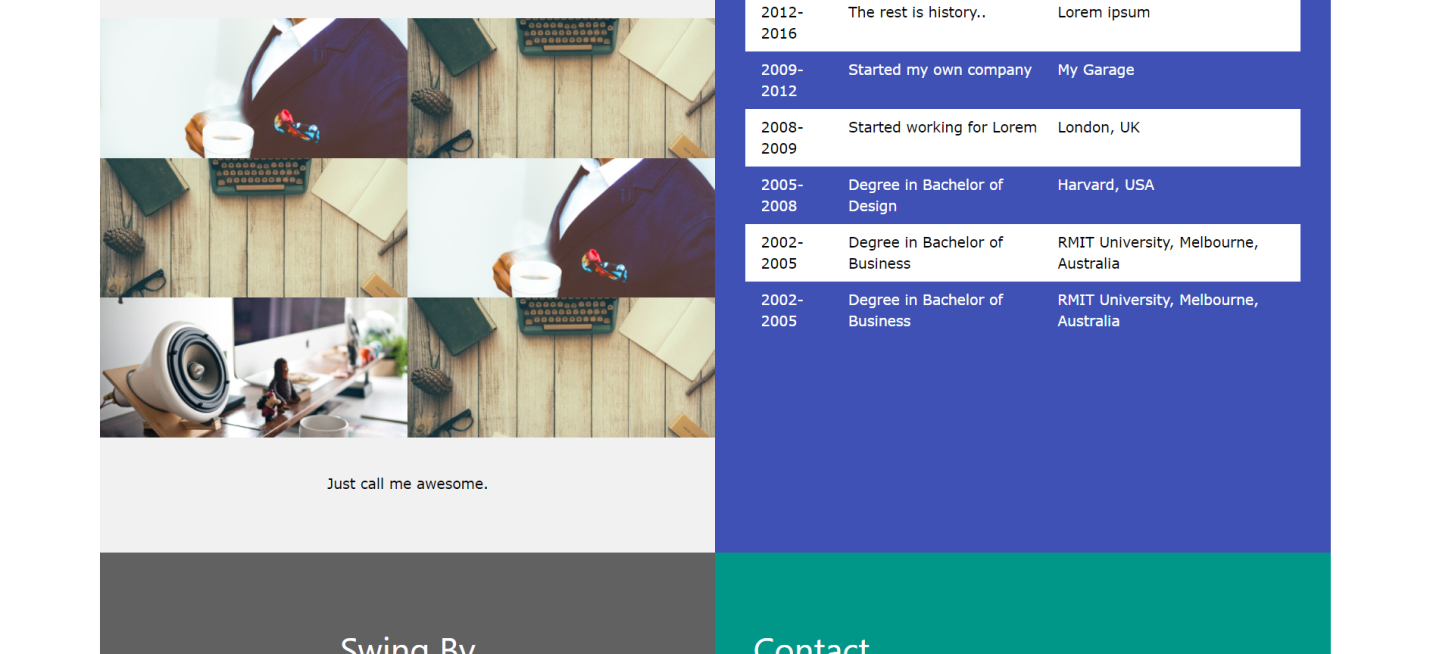 2012- The rest is history.. Lorem ipsum
2016
2009- Started my own company My Garage
2012
2008- Started working for Lorem London, UK
2009
2005- Degree in Bachelor of Harvard, USA
2008 Design
2002- Degree in Bachelor of RMIT University, Melbourne,
2005 Business Australia
2002- Degree in Bachelor of RMIT University, Melbourne,
2005 Business Australia
Just call me awesome.
Swing By
Contact